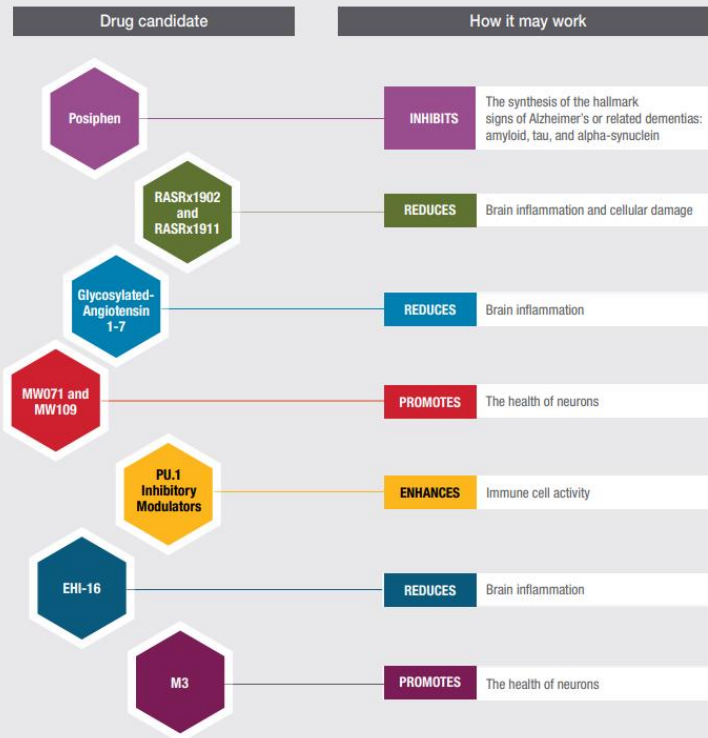 Drug candidate
How it may work
Posiphen
INHIBITS
The synthesis of the hallmark
signs of Alzheimer's or related dementias:
amyloid, tau, and alpha-synuclein
RASRx1902
and
RASRx1911
REDUCES
Brain inflammation and cellular damage
Glycosylated-
Angiotensin
1-7
REDUCES
Brain inflammation
MW071 and
MW109
PROMOTES
The health of neurons
PU.1
Inhibitory
Modulators
ENHANCES
Immune cell activity
EHI-16
REDUCES
Brain inflammation
M3
PROMOTES
The health of neurons